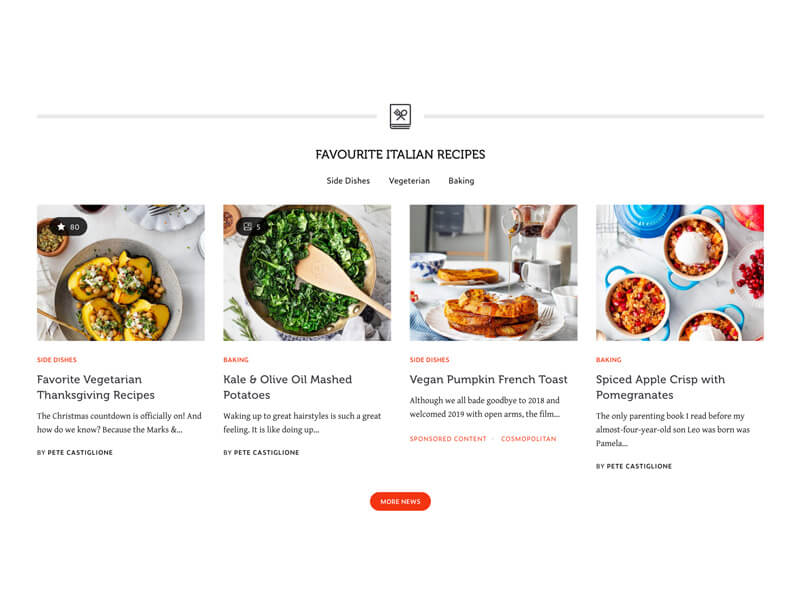 FAVOURITE ITALIAN RECIPES
Side Dishes Vegeterian Baking
80
SIDE DISHES
Favorite Vegetarian
Thanksgiving Recipes
The Christmas countdown is officially on! And
how do we know? Because the Marks &...
BY PETE CASTIGLIONE
5
BAKING
Kale & Olive Oil Mashed
Potatoes
Waking up to great hairstyles is such a great
feeling. It is like doing up...
BY PETE CASTIGLIONE
SIDE DISHES
Vegan Pumpkin French Toast
Although we all bade goodbye to 2018 and
welcomed 2019 with open arms, the film...
SPONSORED CONTENT · COSMOPOLITAN
BAKING
Spiced Apple Crisp with
Pomegranates
The only parenting book I read before my
almost-four-year-old son Leo was born was
Pamela...
BY PETE CASTIGLIONE
MORE NEWS